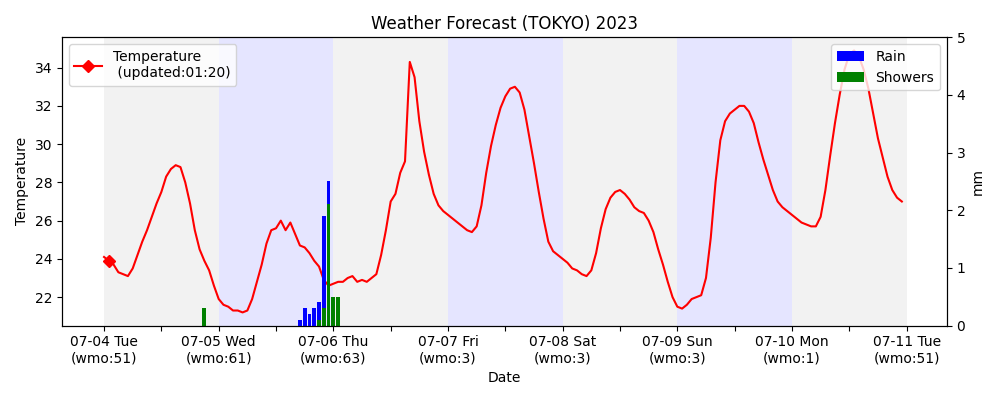 Weather Forecast (TOKYO) 2023
Temperature
(updated:01:20)
Rain
Showers
34
32
30
28
26
24
22
Temperature
5
4
3
2
1
0
mm
07-04 Tue
(wmo:51)
07-05 Wed
(wmo:61)
07-06 Thu
(wmo:63)
07-07 Fri
(wmo:3)
07-08 Sat
(wmo:3)
07-09 Sun
(wmo:3)
07-10 Mon
(wmo:1)
07-11 Tue
(wmo:51)
Date